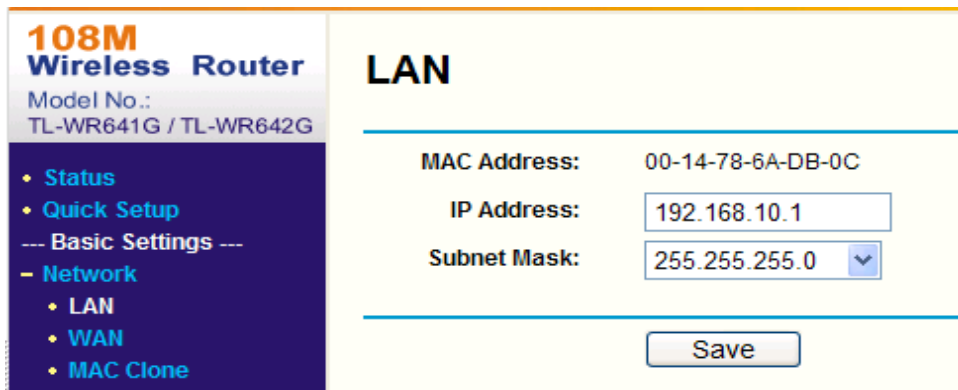 108M
Wireless Router
Model No.:
TL-WR641G / TL-WR642G
• Status
• Quick Setup
--- Basic Settings ---
– Network
• LAN
• WAN
• MAC Clone
LAN
MAC Address: 00-14-78-6A-DB-0C
IP Address: 192.168.10.1
Subnet Mask: 255.255.255.0
Save